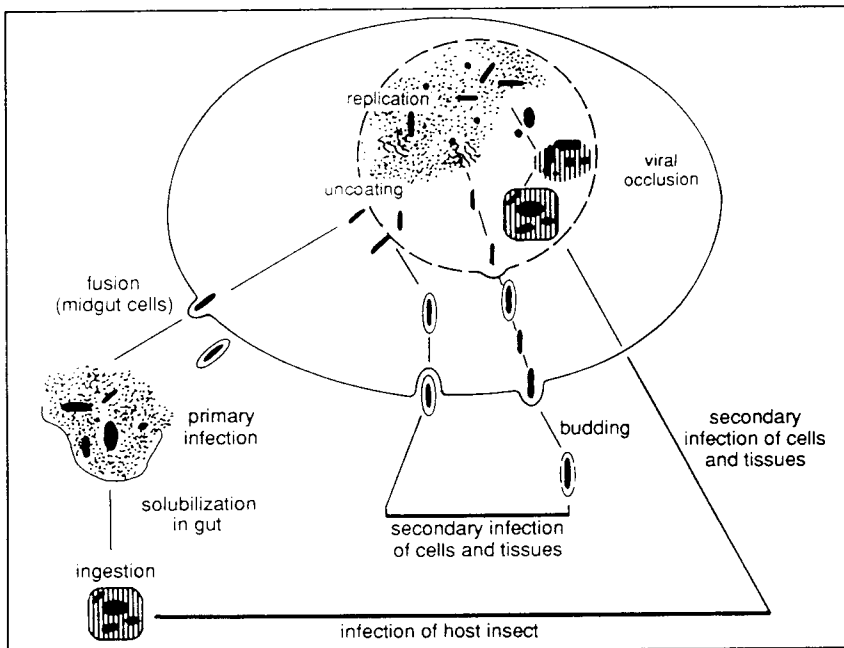 replication
uncoating
viral
occlusion
fusion
(midgut cells)
primary
infection
budding
secondary
infection of cells
and tissues
solubilization
in gut
secondary infection
of cells and tissues
ingestion
infection of host insect